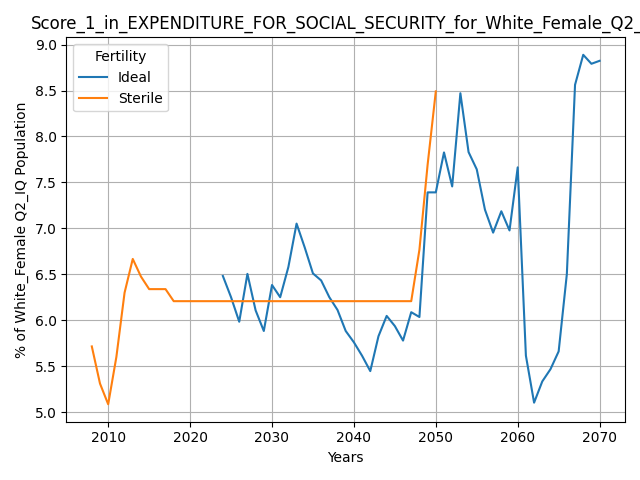 Score_1_in_EXPENDITURE_FOR_SOCIAL_SECURITY_for_White_Female_Q2_
Fertility
Ideal
Sterile
9.0
8.5
8.0
7.5
7.0
6.5
6.0
5.5
5.0
% of White_Female Q2_IQ Population
2010 2020 2030 2040 2050 2060 2070
Years